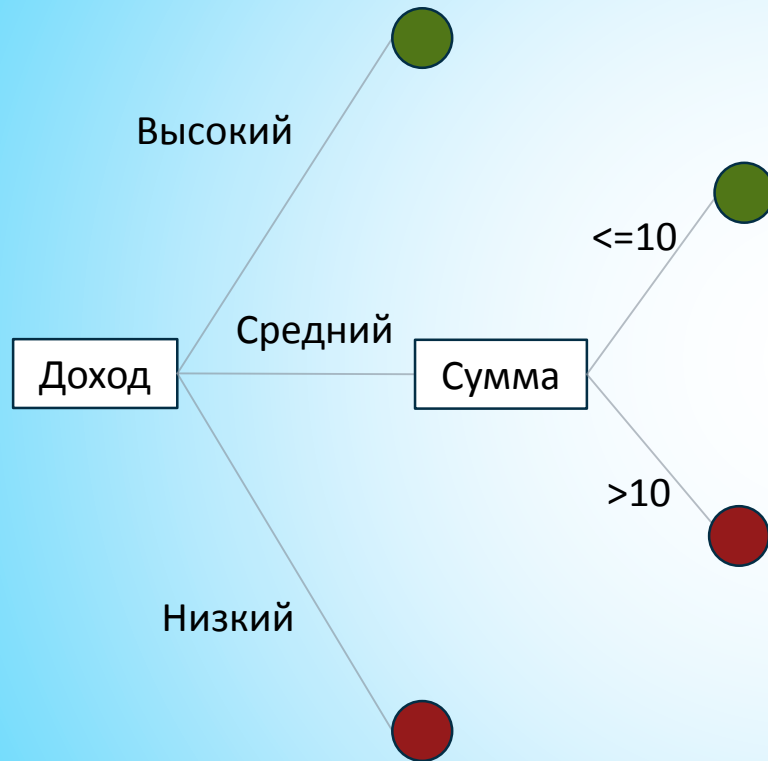 Высокий
<=10
Средний
Доход
Сумма
>10
Низкий